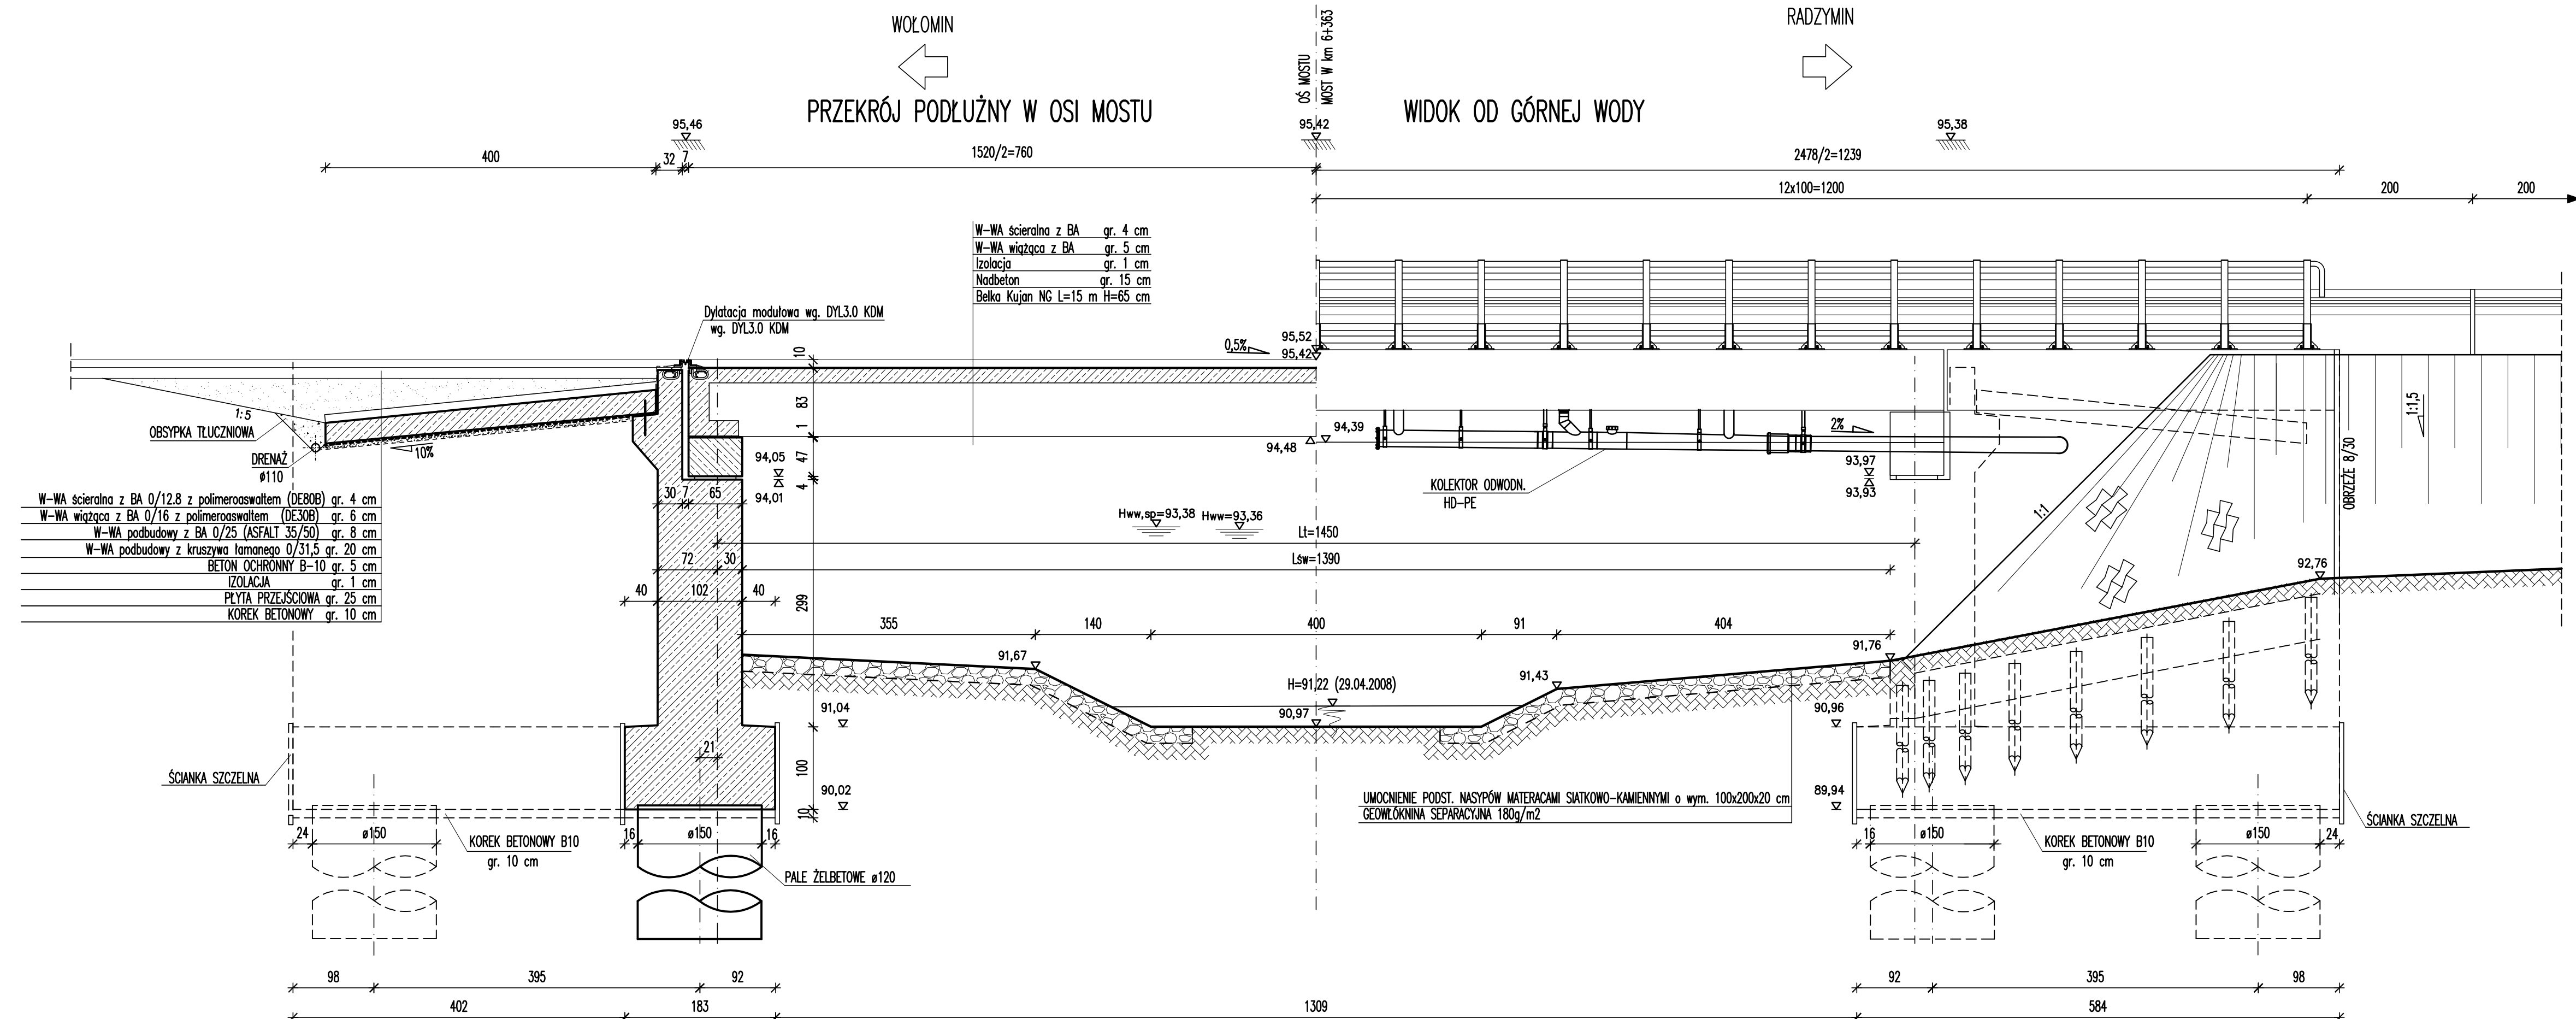 WOŁOMIN
RADZYMIN
OŚ MOSTU
MOST W km 6+363
PRZEKRÓJ PODŁUŻNY W OSI MOSTU
WIDOK OD GÓRNEJ WODY
95,46
95,42
95,38
400
32
7
1520/2=760
2478/2=1239
12x100=1200
200
200
W-WA ścieralna z BA gr. 4 cm
W-WA wiążąca z BA gr. 5 cm
Izolacja gr. 1 cm
Nadbeton gr. 15 cm
Belka Kujan NG L=15 m H=65 cm
Dylatacja modułowa wg. DYL3.0 KDM
wg. DYL3.0 KDM
0,5%
95,52
95,42
10
83
1
47
4
299
100
10
1:5
OBSYPKA TŁUCZNIOWA
DRENAŻ
ø110
10%
94,05
94,01
94,48
94,39
2%
93,97
93,93
KOLEKTOR ODWODN.
HD-PE
1:1
1:1,5
OBRZEŻE 8/30
W-WA ścieralna z BA 0/12.8 z polimeroaswaltem (DE80B) gr. 4 cm
W-WA wiążąca z BA 0/16 z polimeroaswaltem (DE30B) gr. 6 cm
W-WA podbudowy z BA 0/25 (ASFALT 35/50) gr. 8 cm
W-WA podbudowy z kruszywa łamanego 0/31,5 gr. 20 cm
BETON OCHRONNY B-10 gr. 5 cm
IZOLACJA gr. 1 cm
PŁYTA PRZEJŚCIOWA gr. 25 cm
KOREK BETONOWY gr. 10 cm
30
7
65
Hww,sp=93,38
Hww=93,36
Lt=1450
Lśw=1390
72
30
40
102
40
355
140
400
91
404
91,67
91,43
91,76
92,76
H=91,22 (29.04.2008)
90,97
91,04
90,96
21
90,02
89,94
ŚCIANKA SZCZELNA
UMOCNIENIE PODST. NASYPÓW MATERACAMI SIATKOWO-KAMIENNYMI o wym. 100x200x20 cm
GEOWŁÓKNINA SEPARACYJNA 180g/m2
ŚCIANKA SZCZELNA
24
ø150
KOREK BETONOWY B10
gr. 10 cm
16
ø150
16
PALE ŻELBETOWE ø120
16
ø150
KOREK BETONOWY B10
gr. 10 cm
ø150
24
98
395
92
92
395
98
402
183
1309
584